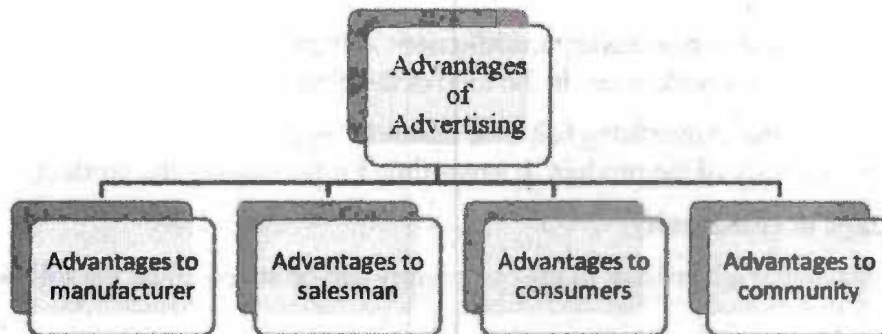 Advantages
of
Advertising
Advantages to
manufacturer
Advantages to
salesman
Advantages to
consumers
Advantages to
community